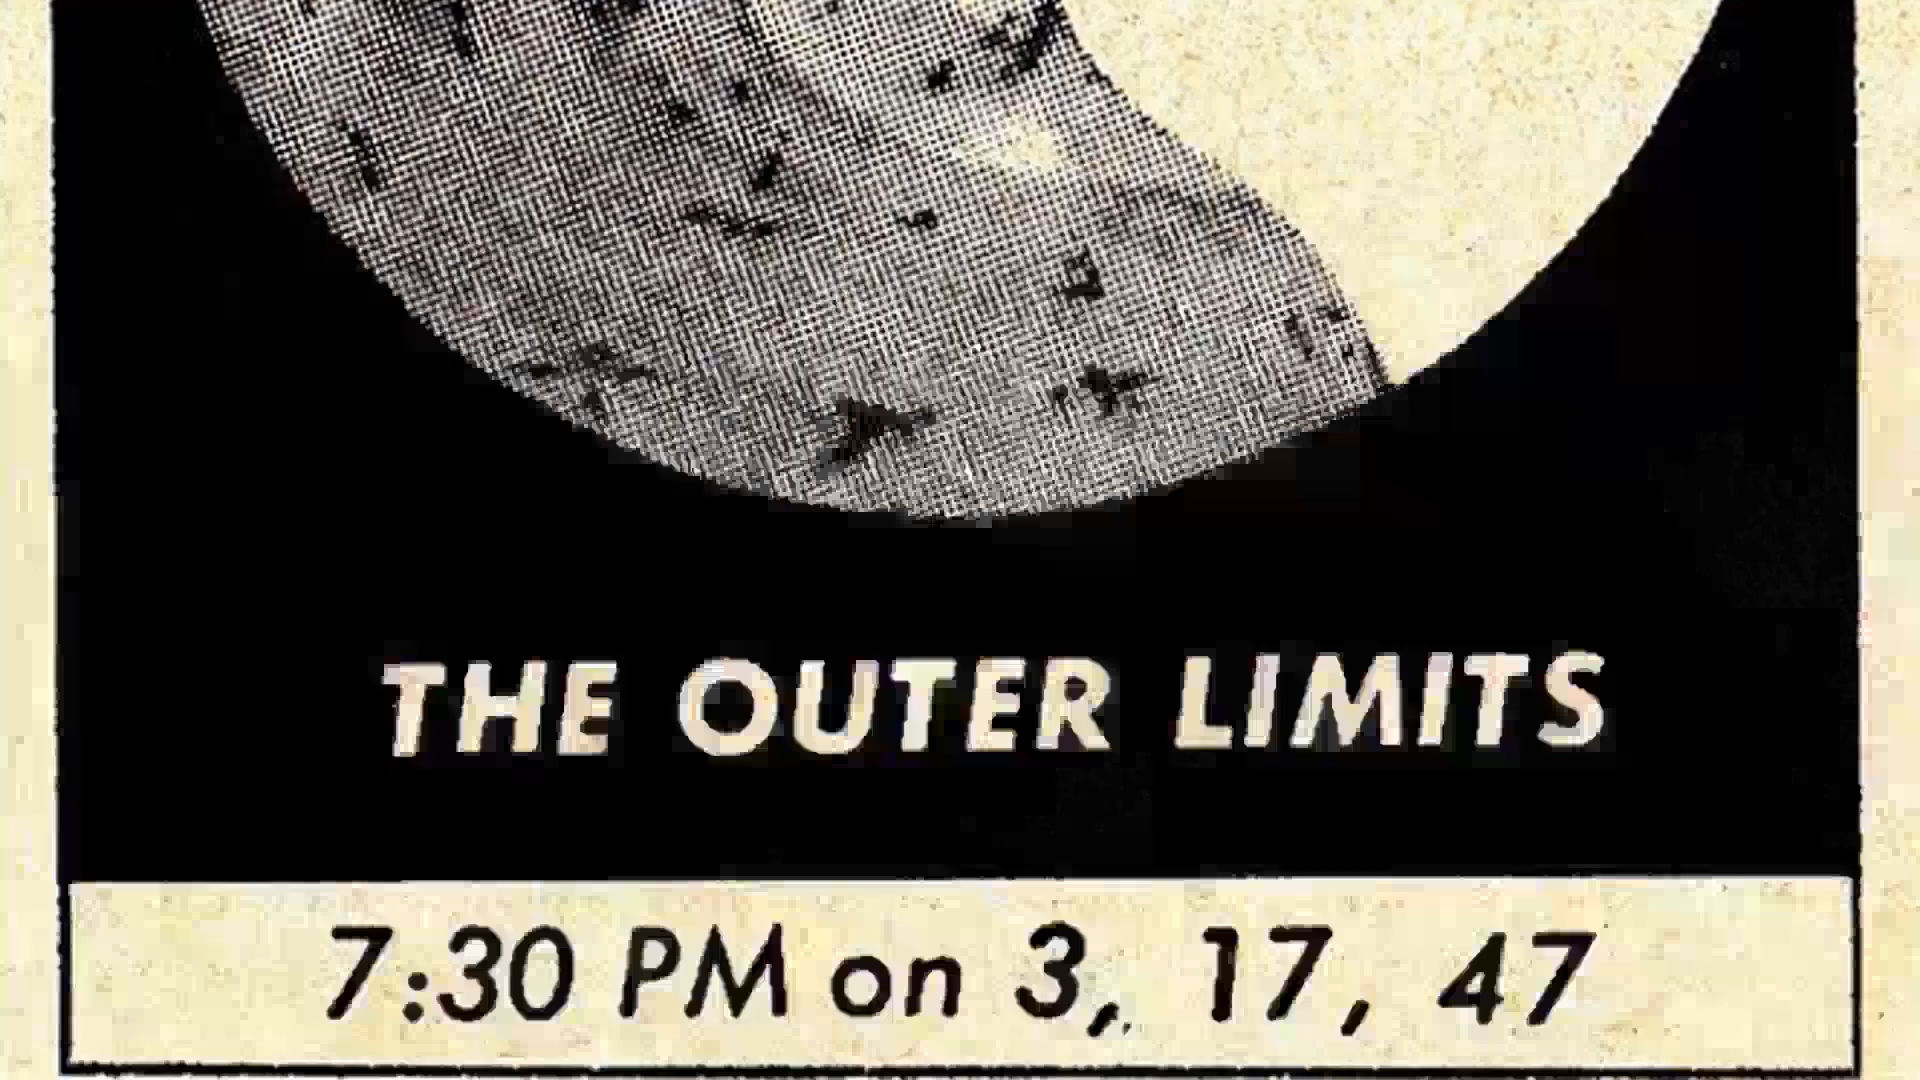 THE OUTER LIMITS
7:30 PM on 3, 17, 47